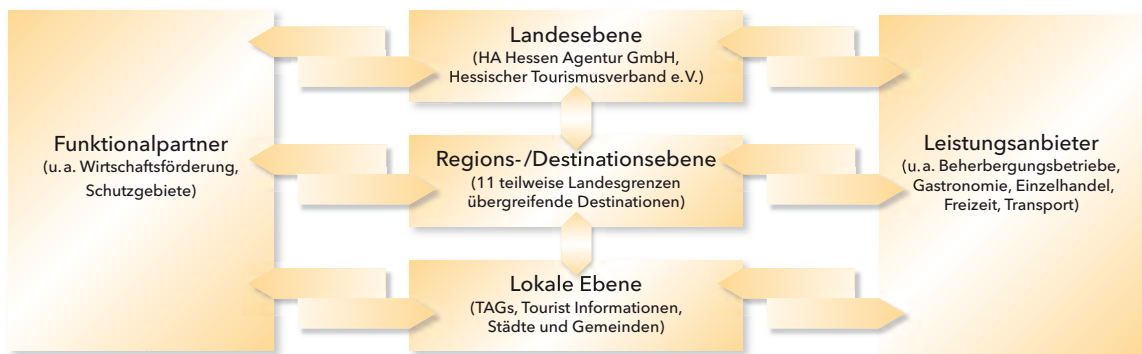 Landesebene
(HA Hessen Agentur GmbH,
Hessischer Tourismusverband e.V.)
Funktionalpartner
(u.a. Wirtschaftsförderung,
Schutzgebiete)
Regions-/Destinationsebene
(11 teilweise Landesgrenzen
übergreifende Destinationen)
Leistungsanbieter
(u.a. Beherbergungsbetriebe,
Gastronomie, Einzelhandel,
Freizeit, Transport)
Lokale Ebene
(TAGs, Tourist Informationen,
Städte und Gemeinden)